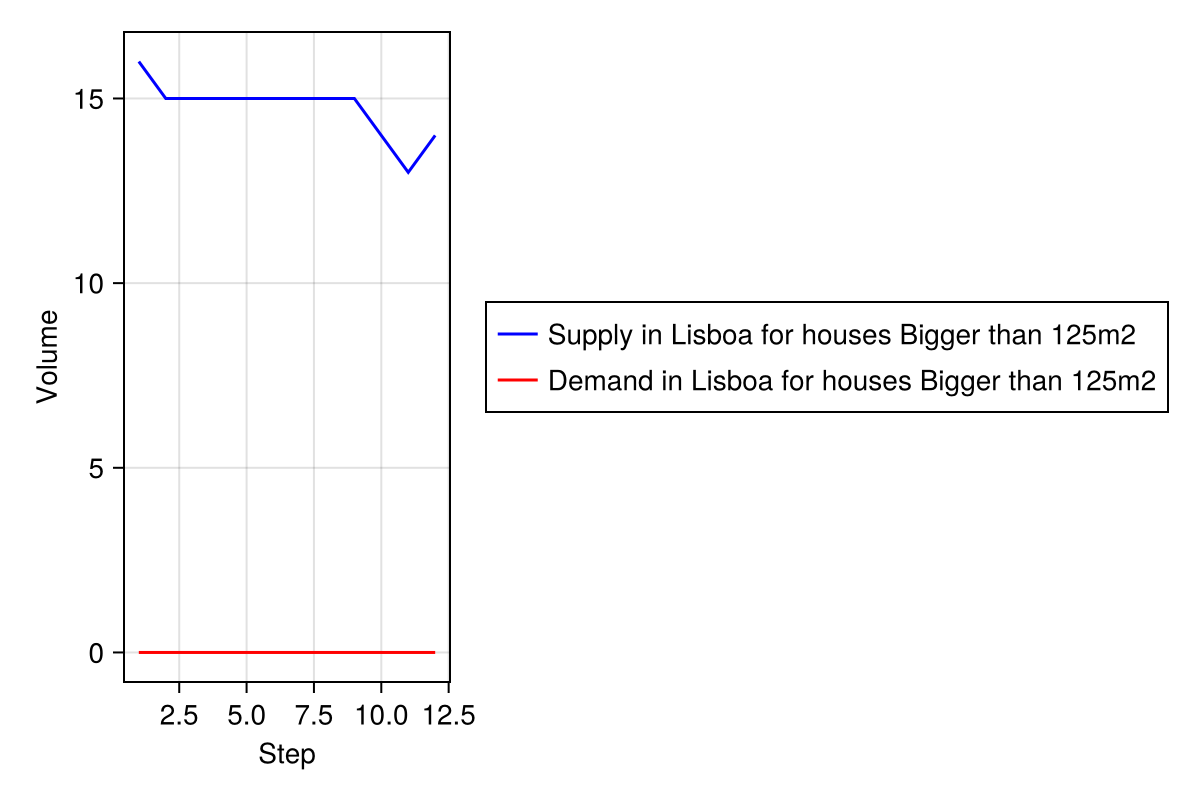 15
10
5
0
Volume
2.5 5.0 7.5 10.0 12.5
Step
Supply in Lisboa for houses Bigger than 125m2
Demand in Lisboa for houses Bigger than 125m2